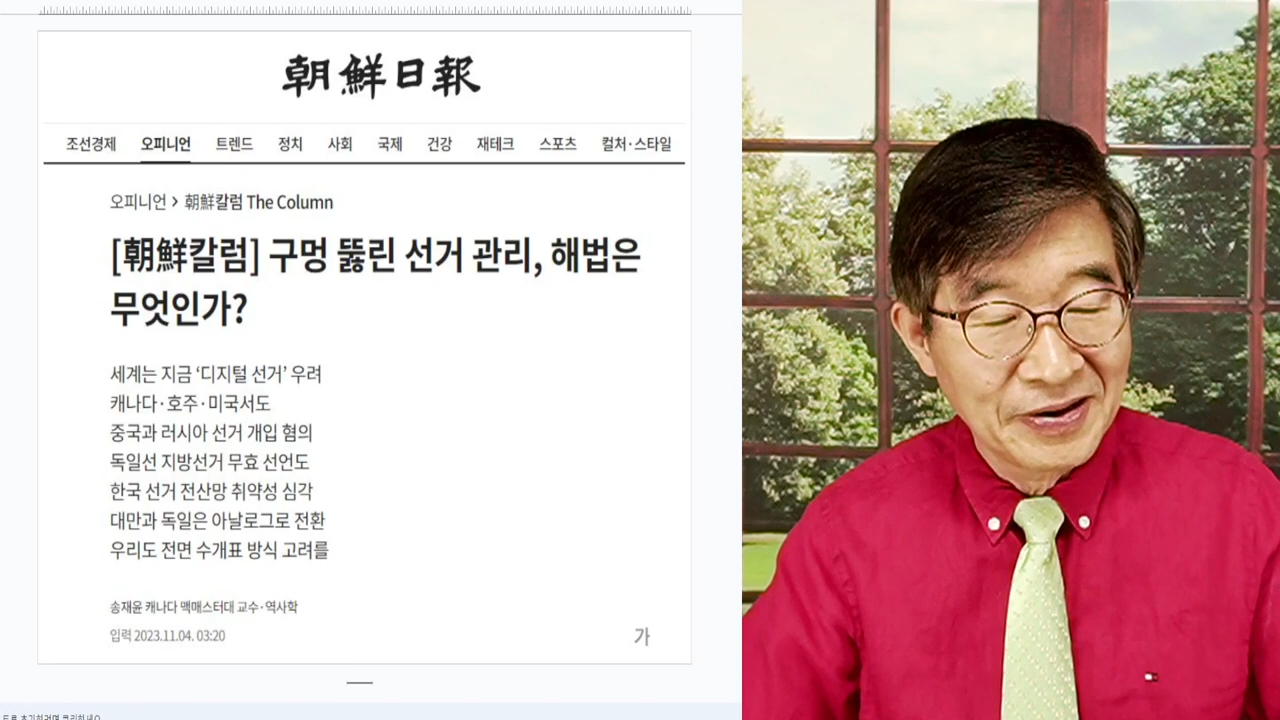 朝鮮日報
조선경제 오피니언 트렌드 정치 사회 국제 건강 재테크 스포츠 컬처·스타일
오피니언 > 朝鮮칼럼 The Column
[朝鮮칼럼] 구멍 뚫린 선거 관리, 해법은
무엇인가?
세계는 지금 ‘디지털 선거’ 우려
캐나다·호주·미국서도
중국과 러시아 선거 개입 혐의
독일선 지방선거 무효 선언도
한국 선거 전산망 취약성 심각
대만과 독일은 아날로그로 전환
우리도 전면 수개표 방식 고려를
송재윤 캐나다 맥매스터대 교수·역사학
입력 2023.11.04. 03:20
가